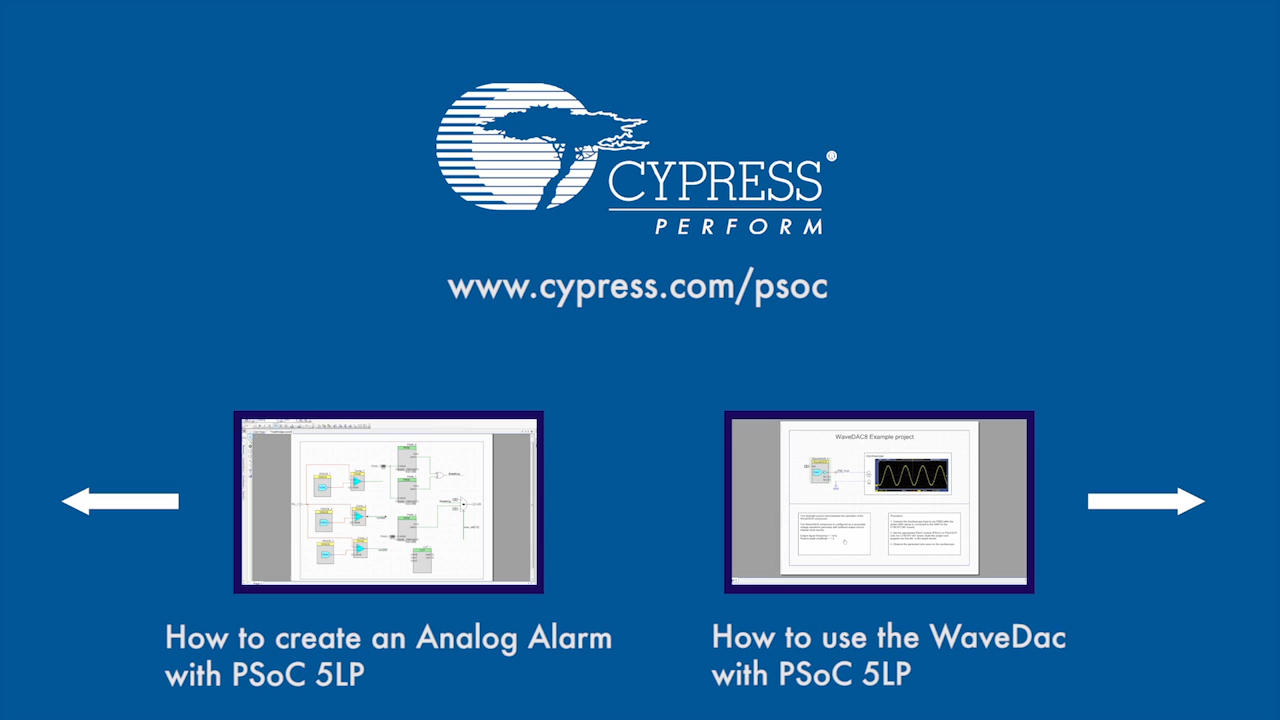 CYPRESS®
PERFORM
www.cypress.com/psoc
WaveDAC8 Example project
How to create an Analog Alarm
with PSoC 5LP
How to use the WaveDac
with PSoC 5LP